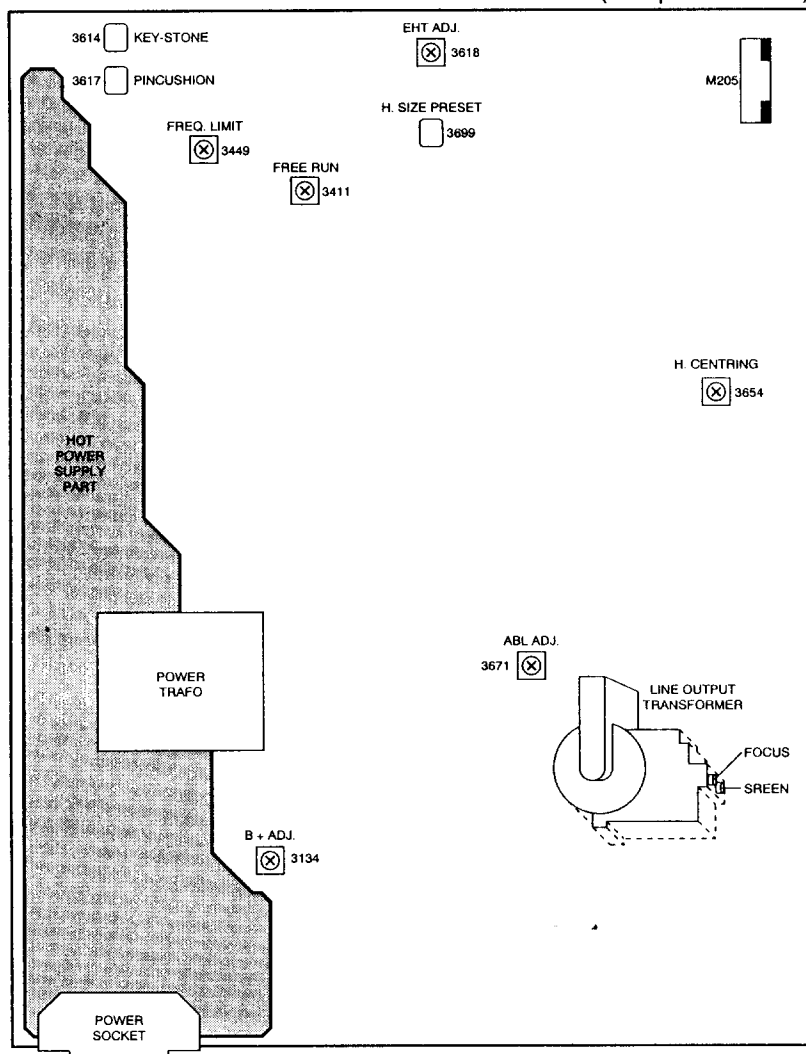 EHT ADJ.
3614 KEY-STONE
3618
3617 PINCUSHION
M205
H. SIZE PRESET
3699
FREQ. LIMIT
3449
FREE RUN
3411
H. CENTRING
3654
HOT
POWER
SUPPLY
PART
ABL ADJ.
3671
POWER
TRAFO
LINE OUTPUT
TRANSFORMER
FOCUS
SREEN
B + ADJ.
3134
POWER
SOCKET